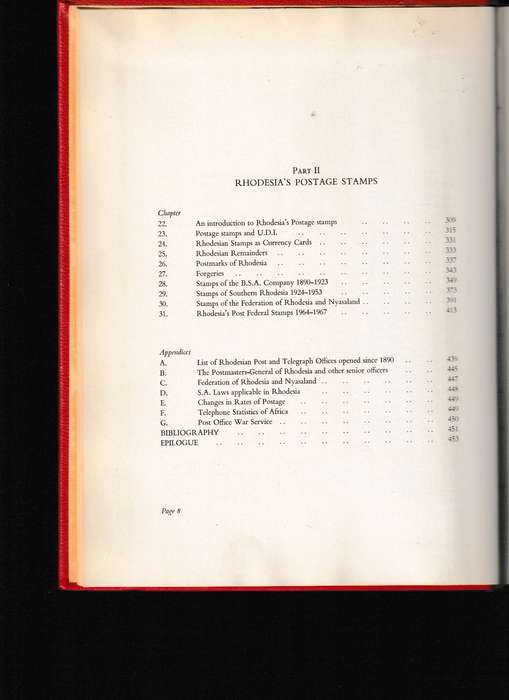 PART II
RHODESIA'S POSTAGE STAMPS
Chapter
22. An introduction to Rhodesia's Postage stamps .. .. .. .. 309
23. Postage stamps and U.D.I. .. .. .. .. .. .. .. 315
24. Rhodesian Stamps as Currency Cards .. .. .. .. .. .. 331
25. Rhodesian Remainders .. .. .. .. .. .. .. .. 333
26. Postmarks of Rhodesia .. .. .. .. .. .. .. .. 337
27. Forgeries .. .. .. .. .. .. .. .. .. .. 343
28. Stamps of the B.S.A. Company 1890–1923 .. .. .. .. .. 349
29. Stamps of Southern Rhodesia 1924–1953 .. .. .. .. .. 373
30. Stamps of the Federation of Rhodesia and Nyasaland .. .. .. .. 391
31. Rhodesia's Post Federal Stamps 1964–1967 .. .. .. .. .. 413
Appendices
A. List of Rhodesian Post and Telegraph Offices opened since 1890 .. .. 439
B. The Postmasters-General of Rhodesia and other senior officers .. .. 445
C. Federation of Rhodesia and Nyasaland .. .. .. .. .. .. 447
D. S.A. Laws applicable in Rhodesia .. .. .. .. .. .. 448
E. Changes in Rates of Postage .. .. .. .. .. .. .. 449
F. Telephone Statistics of Africa .. .. .. .. .. .. .. 449
G. Post Office War Service .. .. .. .. .. .. .. .. 450
BIBLIOGRAPHY .. .. .. .. .. .. .. .. .. .. 451
EPILOGUE .. .. .. .. .. .. .. .. .. .. .. 453
Page 8